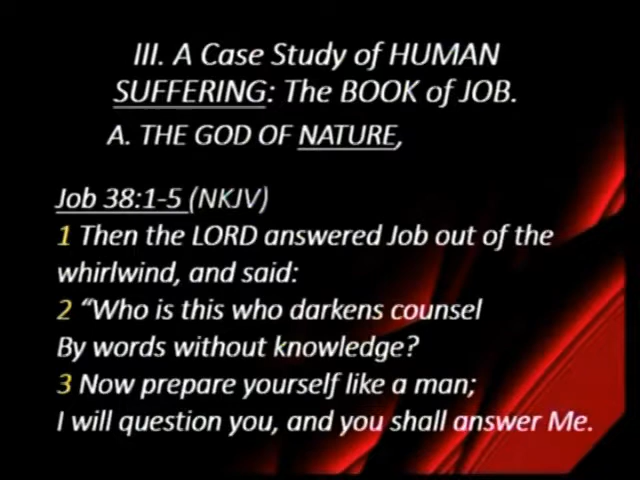 III. A Case Study of HUMAN
SUFFERING: The BOOK of JOB.
A. THE GOD OF NATURE,
Job 38:1-5 (NKJV)
1 Then the LORD answered Job out of the
whirlwind, and said:
2 “Who is this who darkens counsel
By words without knowledge?
3 Now prepare yourself like a man;
I will question you, and you shall answer Me.